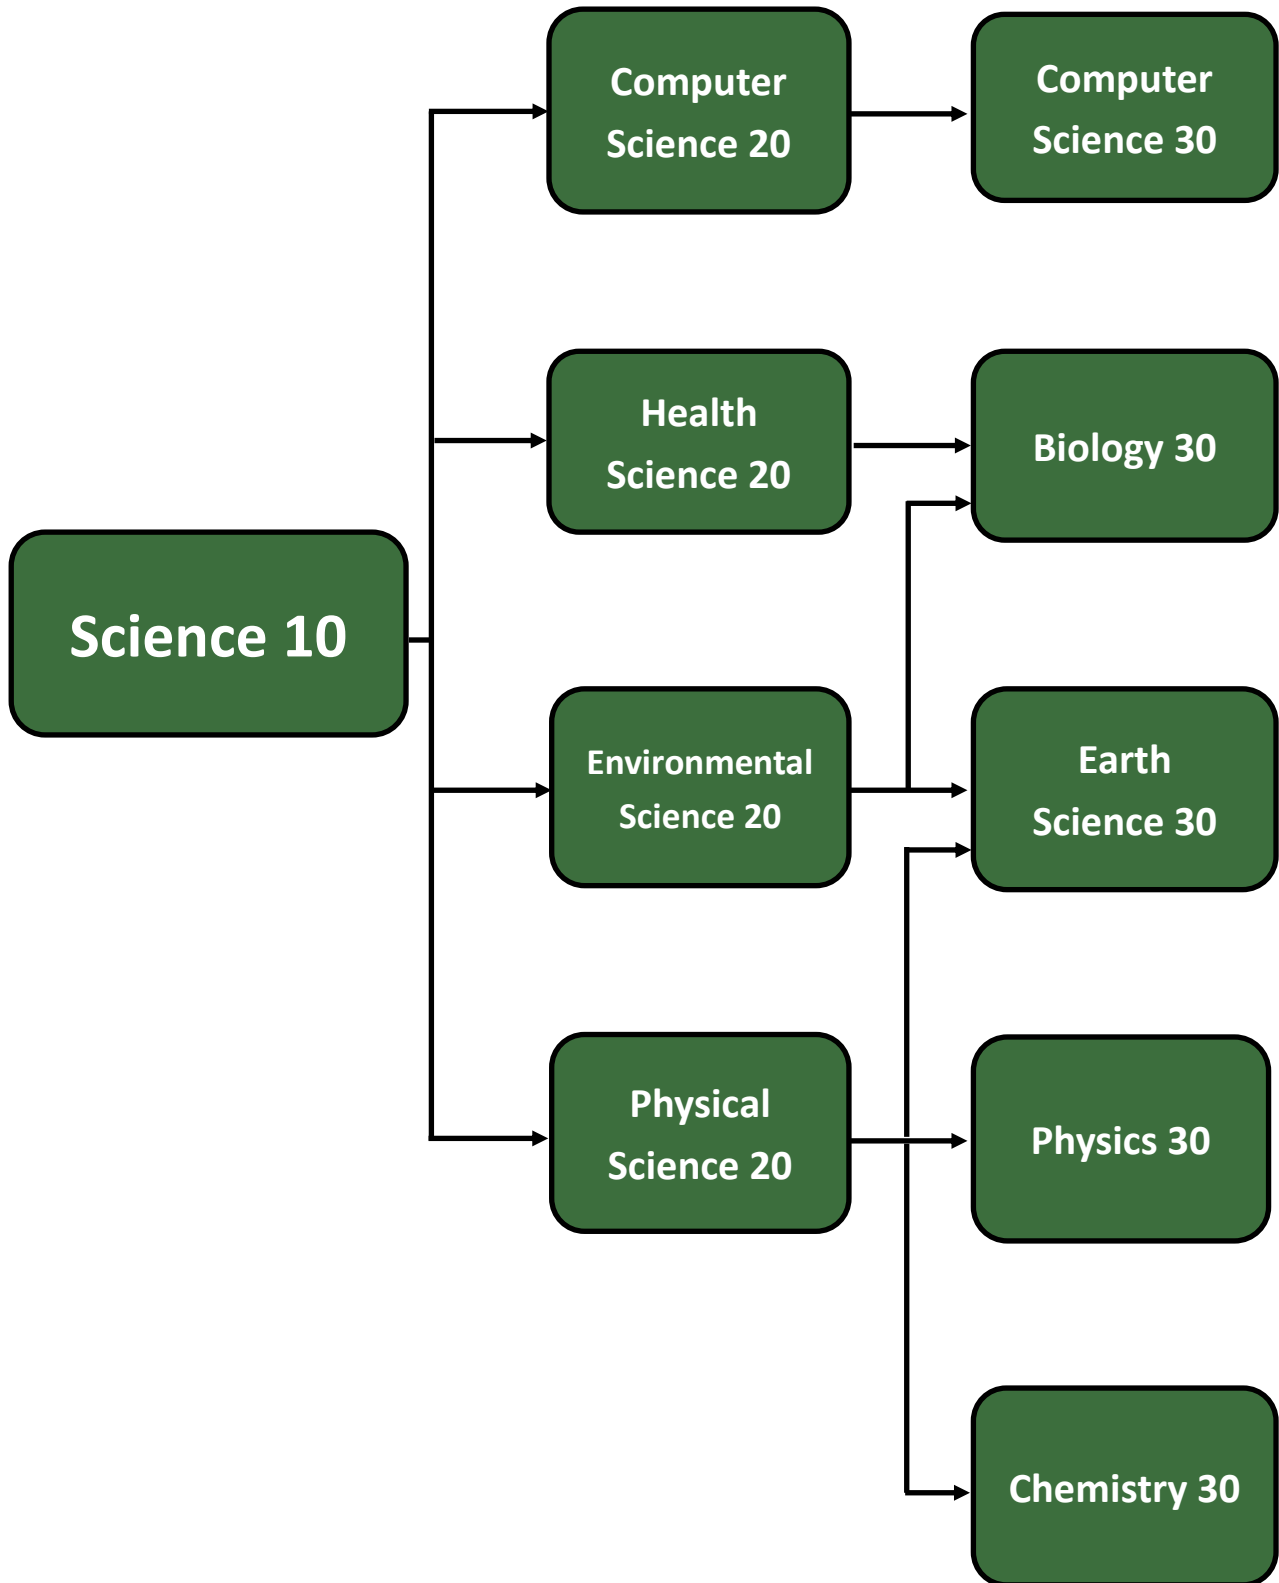 Computer
Science 20
Computer
Science 30
Health
Science 20
Biology 30
Science 10
Environmental
Science 20
Earth
Science 30
Physical
Science 20
Physics 30
Chemistry 30